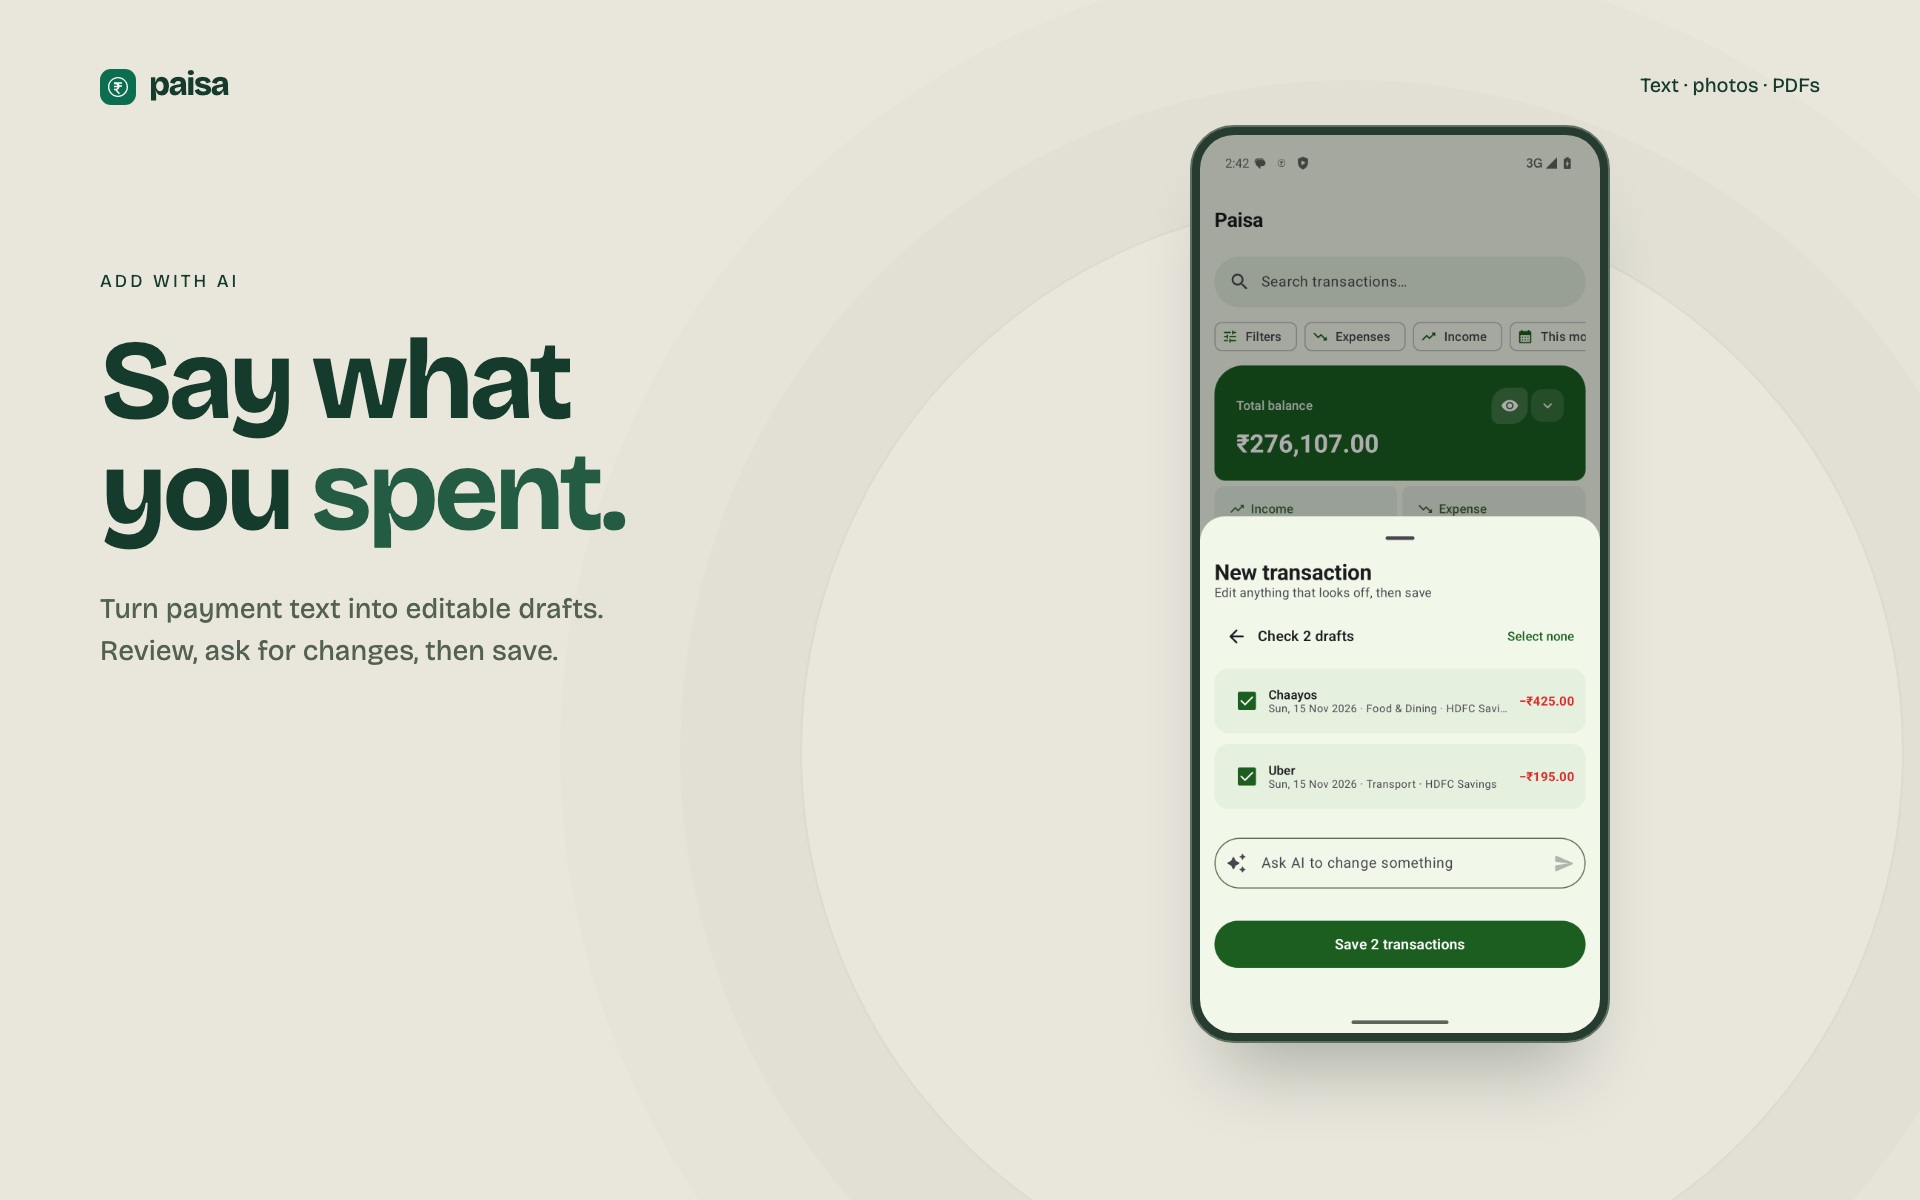 paisa
Text · photos · PDFs
ADD WITH AI
Say what
you spent.
Turn payment text into editable drafts.
Review, ask for changes, then save.
2:42
3G
Paisa
Search transactions…
Filters
Expenses
Income
This mo
Total balance
₹276,107.00
Income
Expense
New transaction
Edit anything that looks off, then save
Check 2 drafts
Select none
Chaayos
−₹425.00
Sun, 15 Nov 2026 · Food & Dining · HDFC Savi…
Uber
−₹195.00
Sun, 15 Nov 2026 · Transport · HDFC Savings
Ask AI to change something
Save 2 transactions